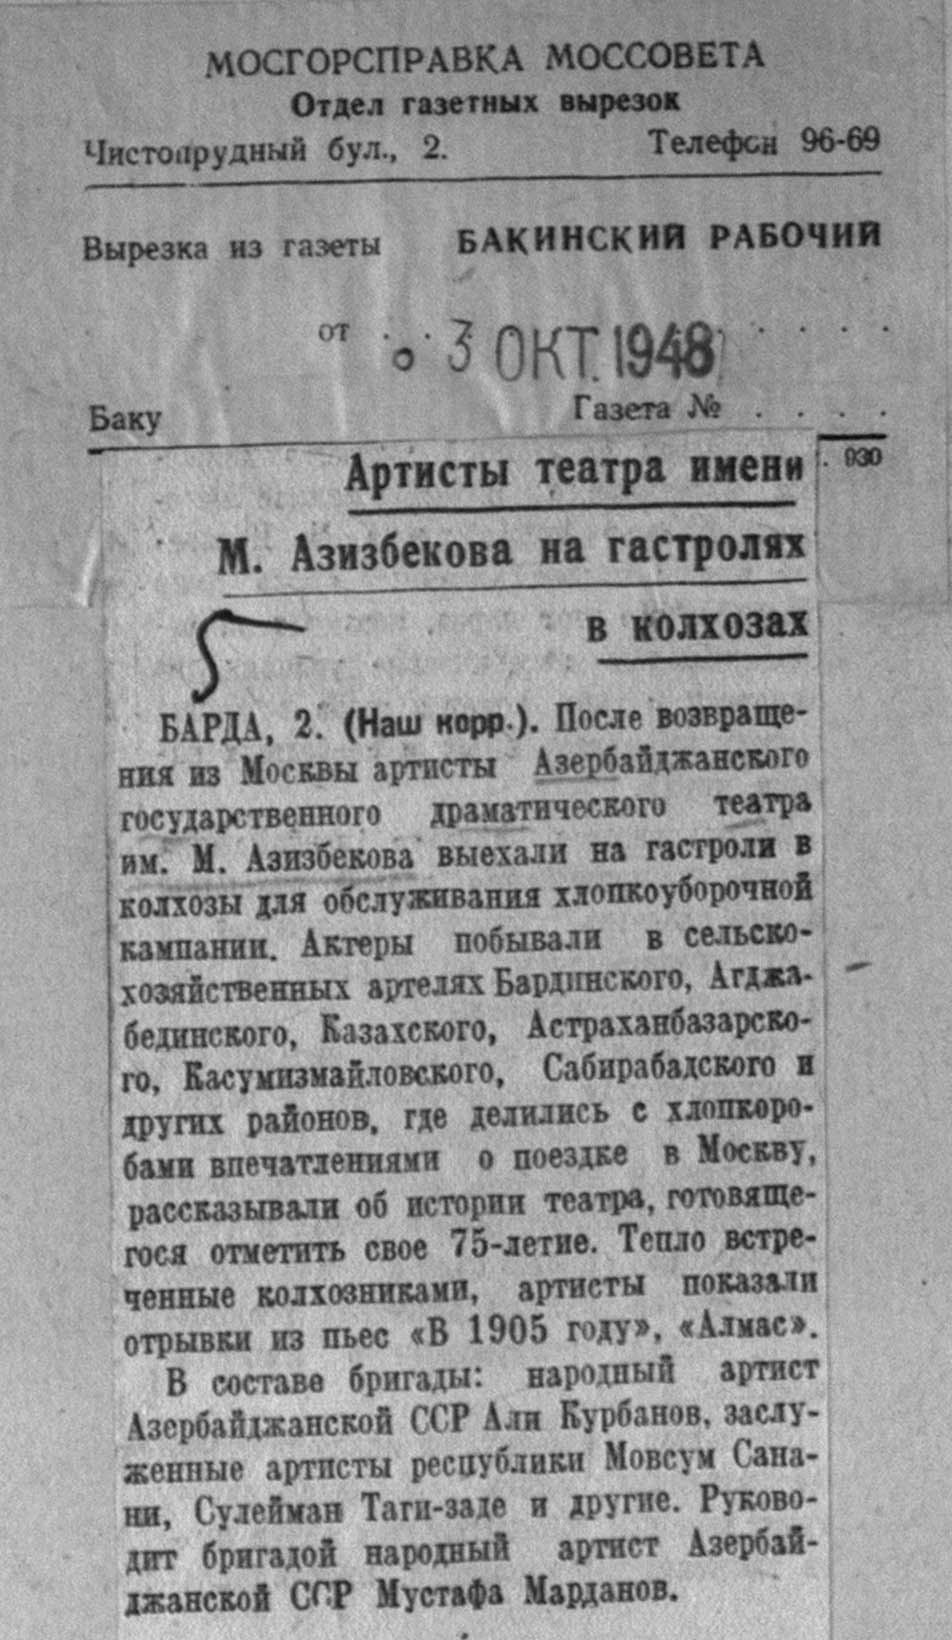 МОСГОРСПРАВКА МОССОВЕТА
Отдел газетных вырезок
Чистопрудный бул., 2. Телефон 96-69
Вырезка из газеты БАКИНСКИЙ РАБОЧИЙ
от . . 3 ОКТ. 1948 . . . . .
Баку Газета № . . . .
Артисты театра имени . 930
М. Азизбекова на гастролях
в колхозах
БАРДА, 2. (Наш корр.). После возвраще-
ния из Москвы артисты Азербайджанского
государственного драматического театра
им. М. Азизбекова выехали на гастроли в
колхозы для обслуживания хлопкоуборочной
кампании. Актеры побывали в сельско-
хозяйственных артелях Бардинского, Агджа-
бединского, Казахского, Астраханбазарско-
го, Касумизмайловского, Сабирабадского и
других районов, где делились с хлопкоро-
бами впечатлениями о поездке в Москву,
рассказывали об истории театра, готовяще-
гося отметить свое 75-летие. Тепло встре-
ченные колхозниками, артисты показали
отрывки из пьес «В 1905 году», «Алмас».
В составе бригады: народный артист
Азербайджанской ССР Али Курбанов, заслу-
женные артисты республики Мовсум Сана-
ни, Сулейман Таги-заде и другие. Руково-
дит бригадой народный артист Азербай-
джанской ССР Мустафа Марданов.